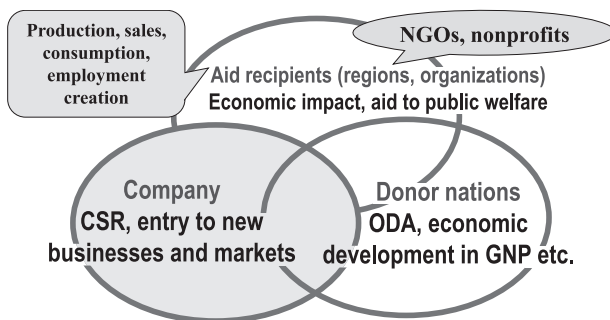 Production, sales,
consumption,
employment
creation
NGOs, nonprofits
Aid recipients (regions, organizations)
Economic impact, aid to public welfare
Company
CSR, entry to new
businesses and markets
Donor nations
ODA, economic
development in GNP etc.